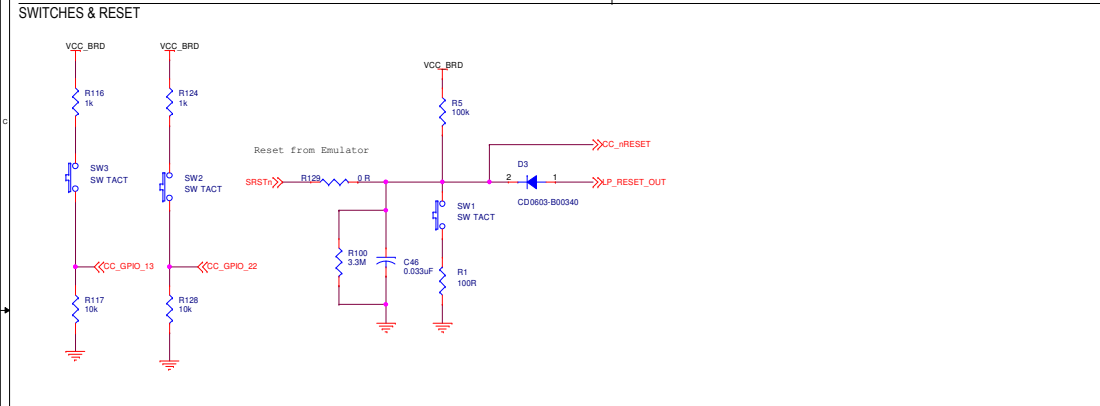 SWITCHES & RESET
VCC_BRD
VCC_BRD
VCC_BRD
R116
1k
R124
1k
R5
100k
C
Reset from Emulator
CC_nRESET
SW3
SW TACT
SW2
SW TACT
SRSTn
R129
0 R
D3
2
1
LP_RESET_OUT
CD0603-B00340
SW1
SW TACT
CC_GPIO_13
CC_GPIO_22
R100
3.3M
C46
0.033uF
R1
100R
R117
10k
R128
10k